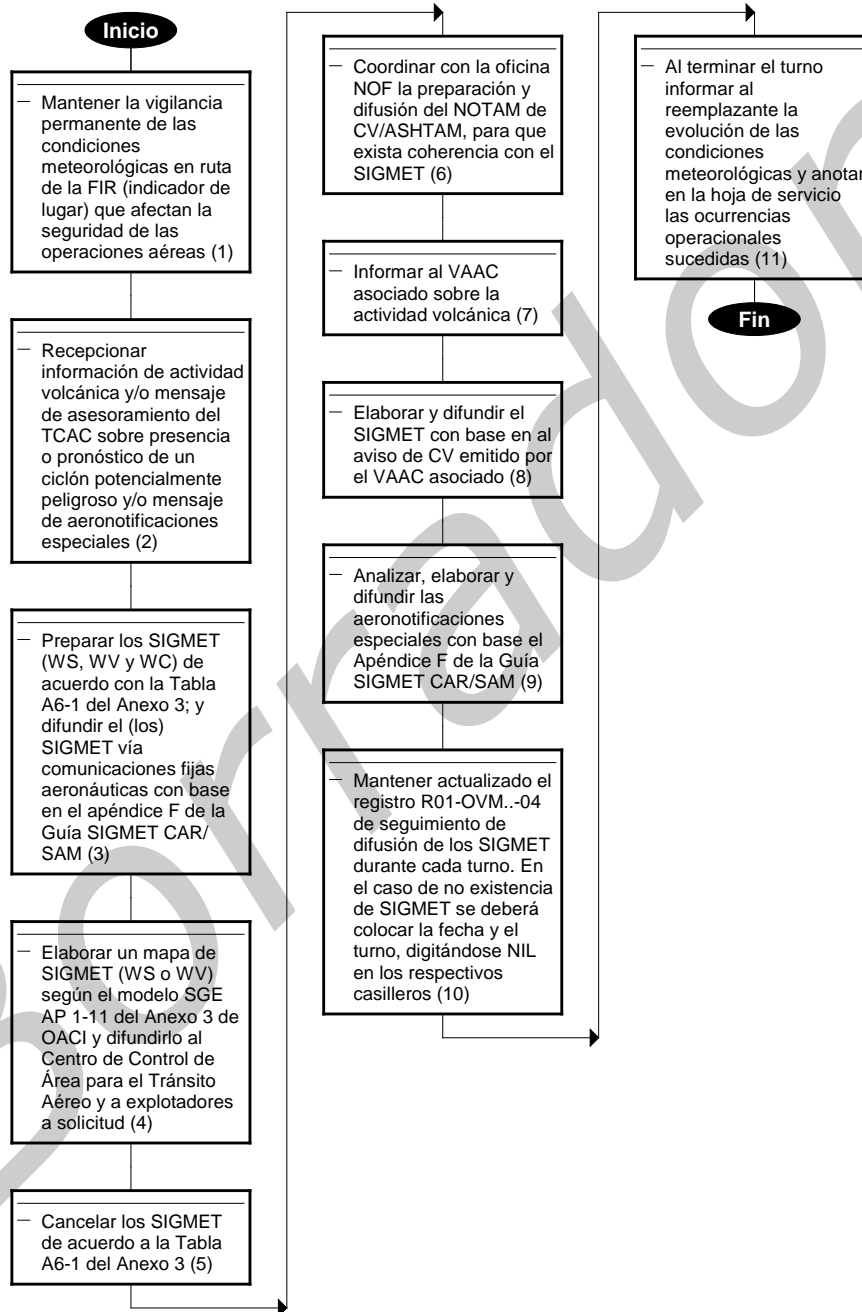 Inicio
– Mantener la vigilancia
permanente de las
condiciones
meteorológicas en ruta
de la FIR (indicador de
lugar) que afectan la
seguridad de las
operaciones aéreas (1)
– Recepcionar
información de actividad
volcánica y/o mensaje
de asesoramiento del
TCAC sobre presencia
o pronóstico de un
ciclón potencialmente
peligroso y/o mensaje
de aeronotificaciones
especiales (2)
– Preparar los SIGMET
(WS, WV y WC) de
acuerdo con la Tabla
A6-1 del Anexo 3; y
difundir el (los)
SIGMET vía
comunicaciones fijas
aeronáuticas con base
en el apéndice F de la
Guía SIGMET CAR/
SAM (3)
– Elaborar un mapa de
SIGMET (WS o WV)
según el modelo SGE
AP 1-11 del Anexo 3 de
OACI y difundirlo al
Centro de Control de
Área para el Tránsito
Aéreo y a explotadores
a solicitud (4)
– Cancelar los SIGMET
de acuerdo a la Tabla
A6-1 del Anexo 3 (5)
– Coordinar con la oficina
NOF la preparación y
difusión del NOTAM de
CV/ASHTAM, para que
exista coherencia con el
SIGMET (6)
– Informar al VAAC
asociado sobre la
actividad volcánica (7)
– Elaborar y difundir el
SIGMET con base en al
aviso de CV emitido por
el VAAC asociado (8)
– Analizar, elaborar y
difundir las
aeronotificaciones
especiales con base el
Apéndice F de la Guía
SIGMET CAR/SAM (9)
– Mantener actualizado el
registro R01-OVM..-04
de seguimiento de
difusión de los SIGMET
durante cada turno. En
el caso de no existencia
de SIGMET se deberá
colocar la fecha y el
turno, digitándose NIL
en los respectivos
casilleros (10)
– Al terminar el turno
informar al
reemplazante la
evolución de las
condiciones
meteorológicas y anotar
en la hoja de servicio
las ocurrencias
operacionales
sucedidas (11)
Fin
Borrador